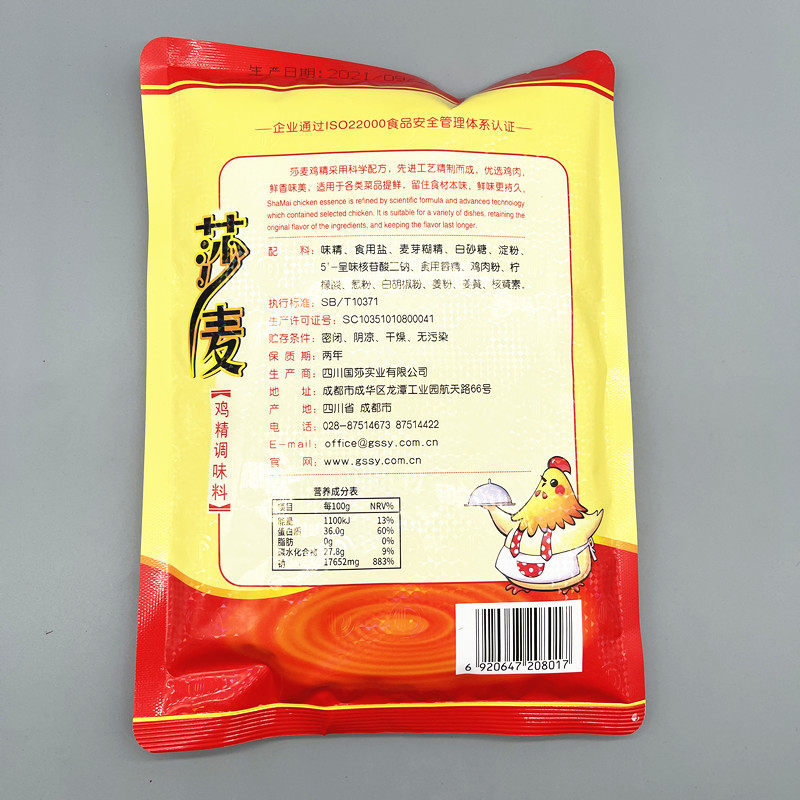 生产日期:2021/09
—企业通过ISO22000食品安全管理体系认证—
莎麦鸡精采用科学配方，先进工艺精制而成，优选鸡肉，
鲜香味美，适用于各类菜品提鲜，留住食材本味，鲜味更持久。
ShaMai chicken essence is refined by scientific formula and advanced technology
which contained selected chicken. It is suitable for a variety of dishes, retaining the
original flavor of the ingredients, and keeping the flavor last longer.
配 料：味精、食用盐、麦芽糊精、白砂糖、淀粉、
5'-呈味核苷酸二钠、食用香精、鸡肉粉、柠
檬酸、葱粉、白胡椒粉、姜粉、姜黄、核黄素。
执行标准：SB/T10371
生产许可证号：SC10351010800041
贮存条件：密闭、阴凉、干燥、无污染
保 质 期：两年
生 产 商：四川国莎实业有限公司
地 址：成都市成华区龙潭工业园航天路66号
产 地：四川省 成都市
电 话：028-87514673 87514422
E-mail：office@gssy.com.cn
官 网：www.gssy.com.cn
莎麦
【鸡精调味料】
营养成分表
项目 每100g NRV%
能量 1100kJ 13%
蛋白质 36.0g 60%
脂肪 0g 0%
碳水化合物 27.8g 9%
钠 17652mg 883%
6 920647 208017